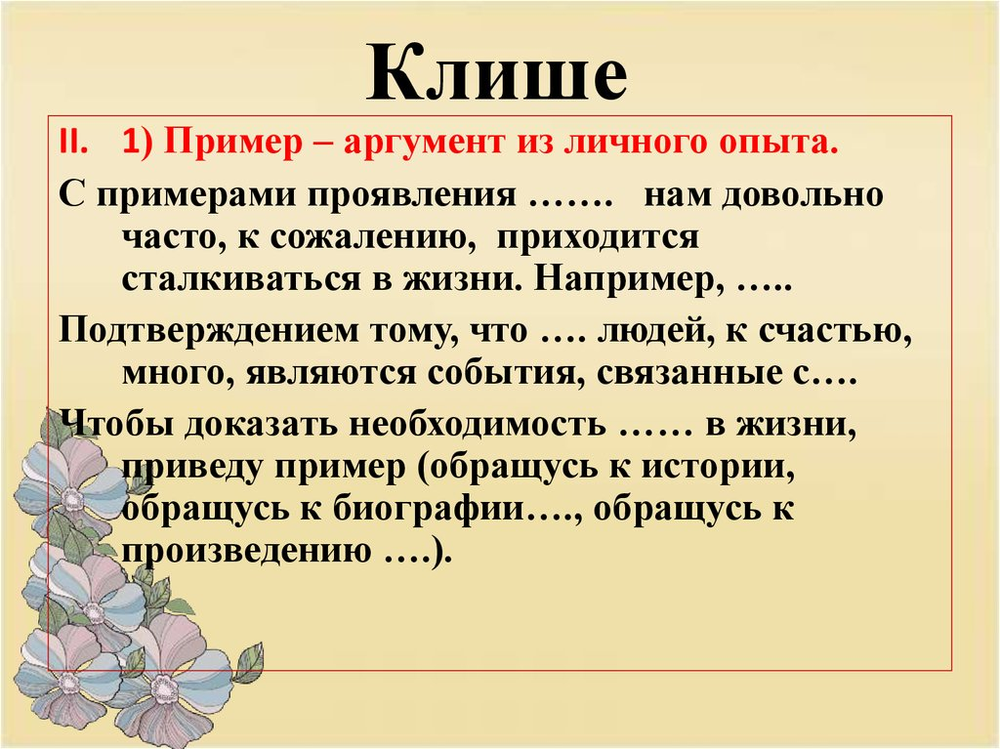 Клише
II. 1) Пример – аргумент из личного опыта.
С примерами проявления ……. нам довольно
часто, к сожалению, приходится
сталкиваться в жизни. Например, …..
Подтверждением тому, что …. людей, к счастью,
много, являются события, связанные с….
Чтобы доказать необходимость …… в жизни,
приведу пример (обращусь к истории,
обращусь к биографии…., обращусь к
произведению ….).